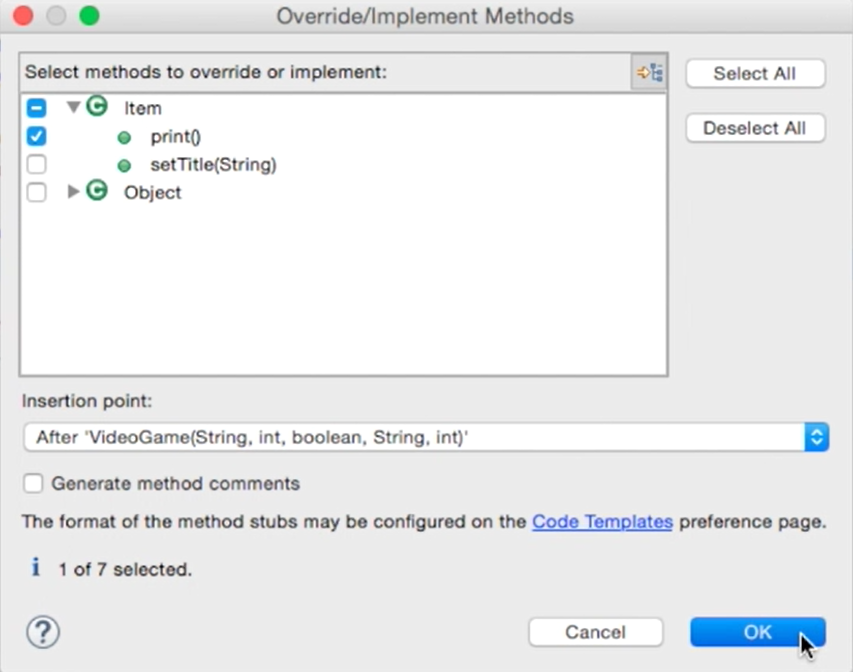 Override/Implement Methods
Select methods to override or implement:
Select All
Item
print()
Deselect All
setTitle(String)
Object
Insertion point:
After 'VideoGame(String, int, boolean, String, int)'
Generate method comments
The format of the method stubs may be configured on the Code Templates preference page.
i 1 of 7 selected.
? Cancel OK